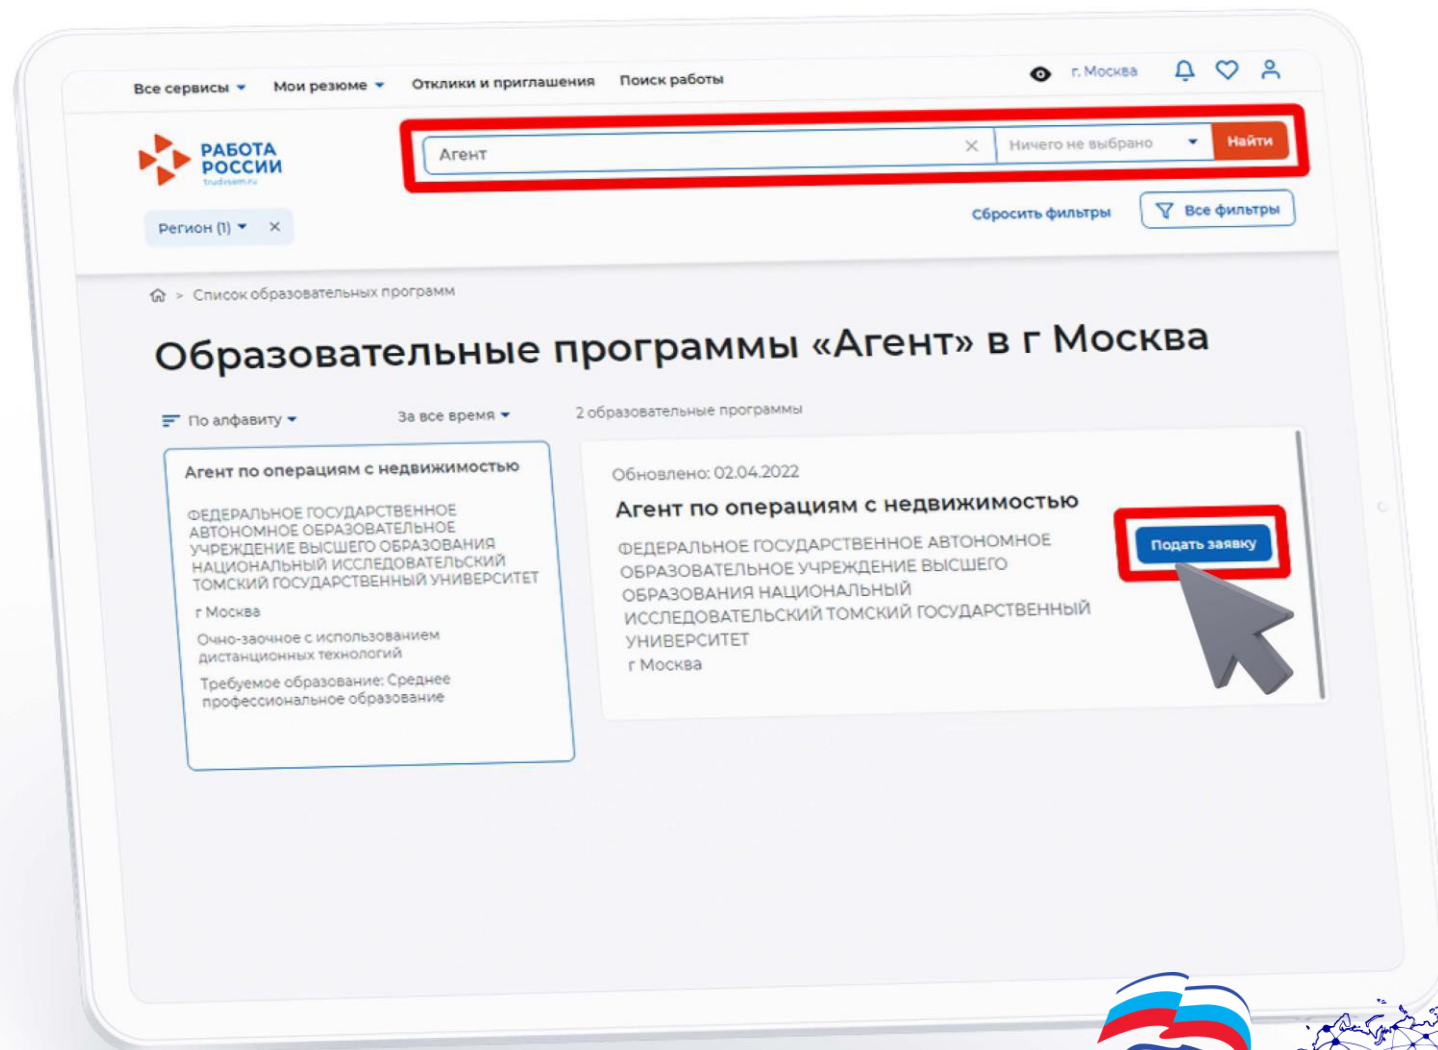 Все сервисы Мои резюме Отклики и приглашения Поиск работы г. Москва
РАБОТА
РОССИИ
trudvsem.ru
Агент Ничего не выбрано Найти
Регион (1) Сбросить фильтры Все фильтры
> Список образовательных программ
Образовательные программы «Агент» в г Москва
По алфавиту За все время 2 образовательные программы
Агент по операциям с недвижимостью
ФЕДЕРАЛЬНОЕ ГОСУДАРСТВЕННОЕ
АВТОНОМНОЕ ОБРАЗОВАТЕЛЬНОЕ
УЧРЕЖДЕНИЕ ВЫСШЕГО ОБРАЗОВАНИЯ
НАЦИОНАЛЬНЫЙ ИССЛЕДОВАТЕЛЬСКИЙ
ТОМСКИЙ ГОСУДАРСТВЕННЫЙ УНИВЕРСИТЕТ
г Москва
Очно-заочное с использованием
дистанционных технологий
Требуемое образование: Среднее
профессиональное образование
Обновлено: 02.04.2022
Агент по операциям с недвижимостью
ФЕДЕРАЛЬНОЕ ГОСУДАРСТВЕННОЕ АВТОНОМНОЕ
ОБРАЗОВАТЕЛЬНОЕ УЧРЕЖДЕНИЕ ВЫСШЕГО
ОБРАЗОВАНИЯ НАЦИОНАЛЬНЫЙ
ИССЛЕДОВАТЕЛЬСКИЙ ТОМСКИЙ ГОСУДАРСТВЕННЫЙ
УНИВЕРСИТЕТ
г Москва
Подать заявку